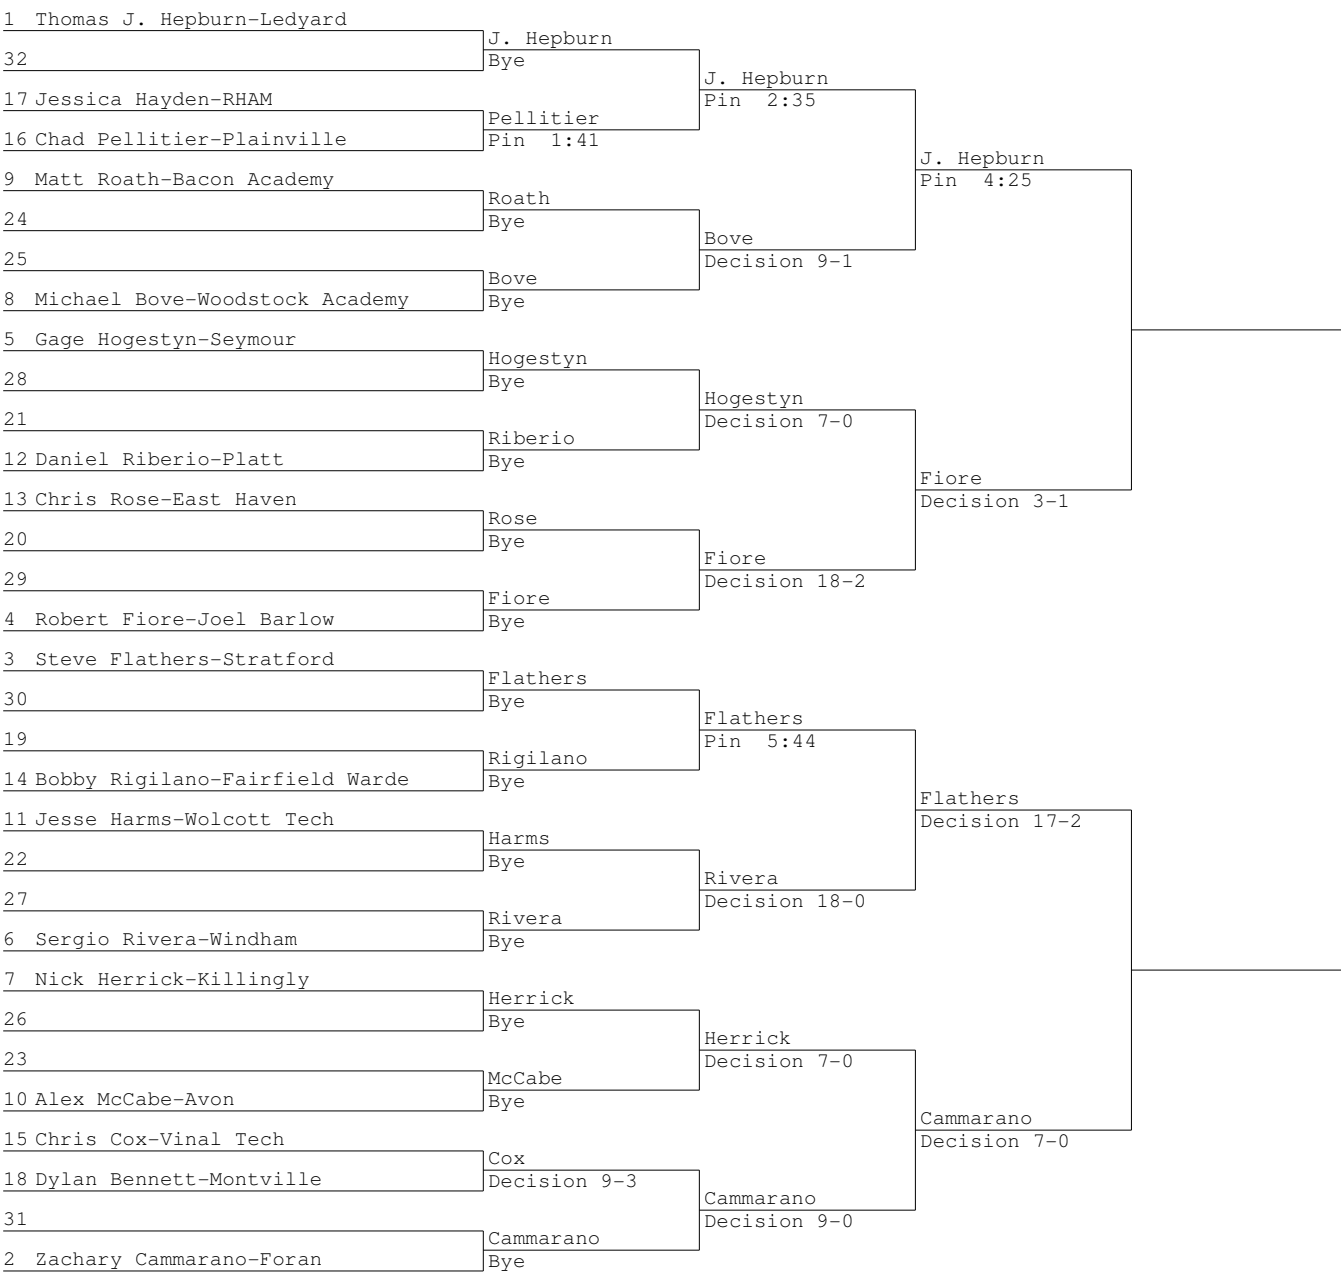 1 Thomas J. Hepburn-Ledyard
32
17 Jessica Hayden-RHAM
16 Chad Pellitier-Plainville
9 Matt Roath-Bacon Academy
24
25
8 Michael Bove-Woodstock Academy
5 Gage Hogestyn-Seymour
28
21
12 Daniel Riberio-Platt
13 Chris Rose-East Haven
20
29
4 Robert Fiore-Joel Barlow
3 Steve Flathers-Stratford
30
19
14 Bobby Rigilano-Fairfield Warde
11 Jesse Harms-Wolcott Tech
22
27
6 Sergio Rivera-Windham
7 Nick Herrick-Killingly
26
23
10 Alex McCabe-Avon
15 Chris Cox-Vinal Tech
18 Dylan Bennett-Montville
31
2 Zachary Cammarano-Foran
J. Hepburn
Bye
Pellitier
Pin 1:41
Roath
Bye
Bove
Bye
Hogestyn
Bye
Riberio
Bye
Rose
Bye
Fiore
Bye
Flathers
Bye
Rigilano
Bye
Harms
Bye
Rivera
Bye
Herrick
Bye
McCabe
Bye
Cox
Decision 9-3
Cammarano
Bye
J. Hepburn
Pin 2:35
Bove
Decision 9-1
Hogestyn
Decision 7-0
Fiore
Decision 18-2
Flathers
Pin 5:44
Rivera
Decision 18-0
Herrick
Decision 7-0
Cammarano
Decision 9-0
J. Hepburn
Pin 4:25
Fiore
Decision 3-1
Flathers
Decision 17-2
Cammarano
Decision 7-0